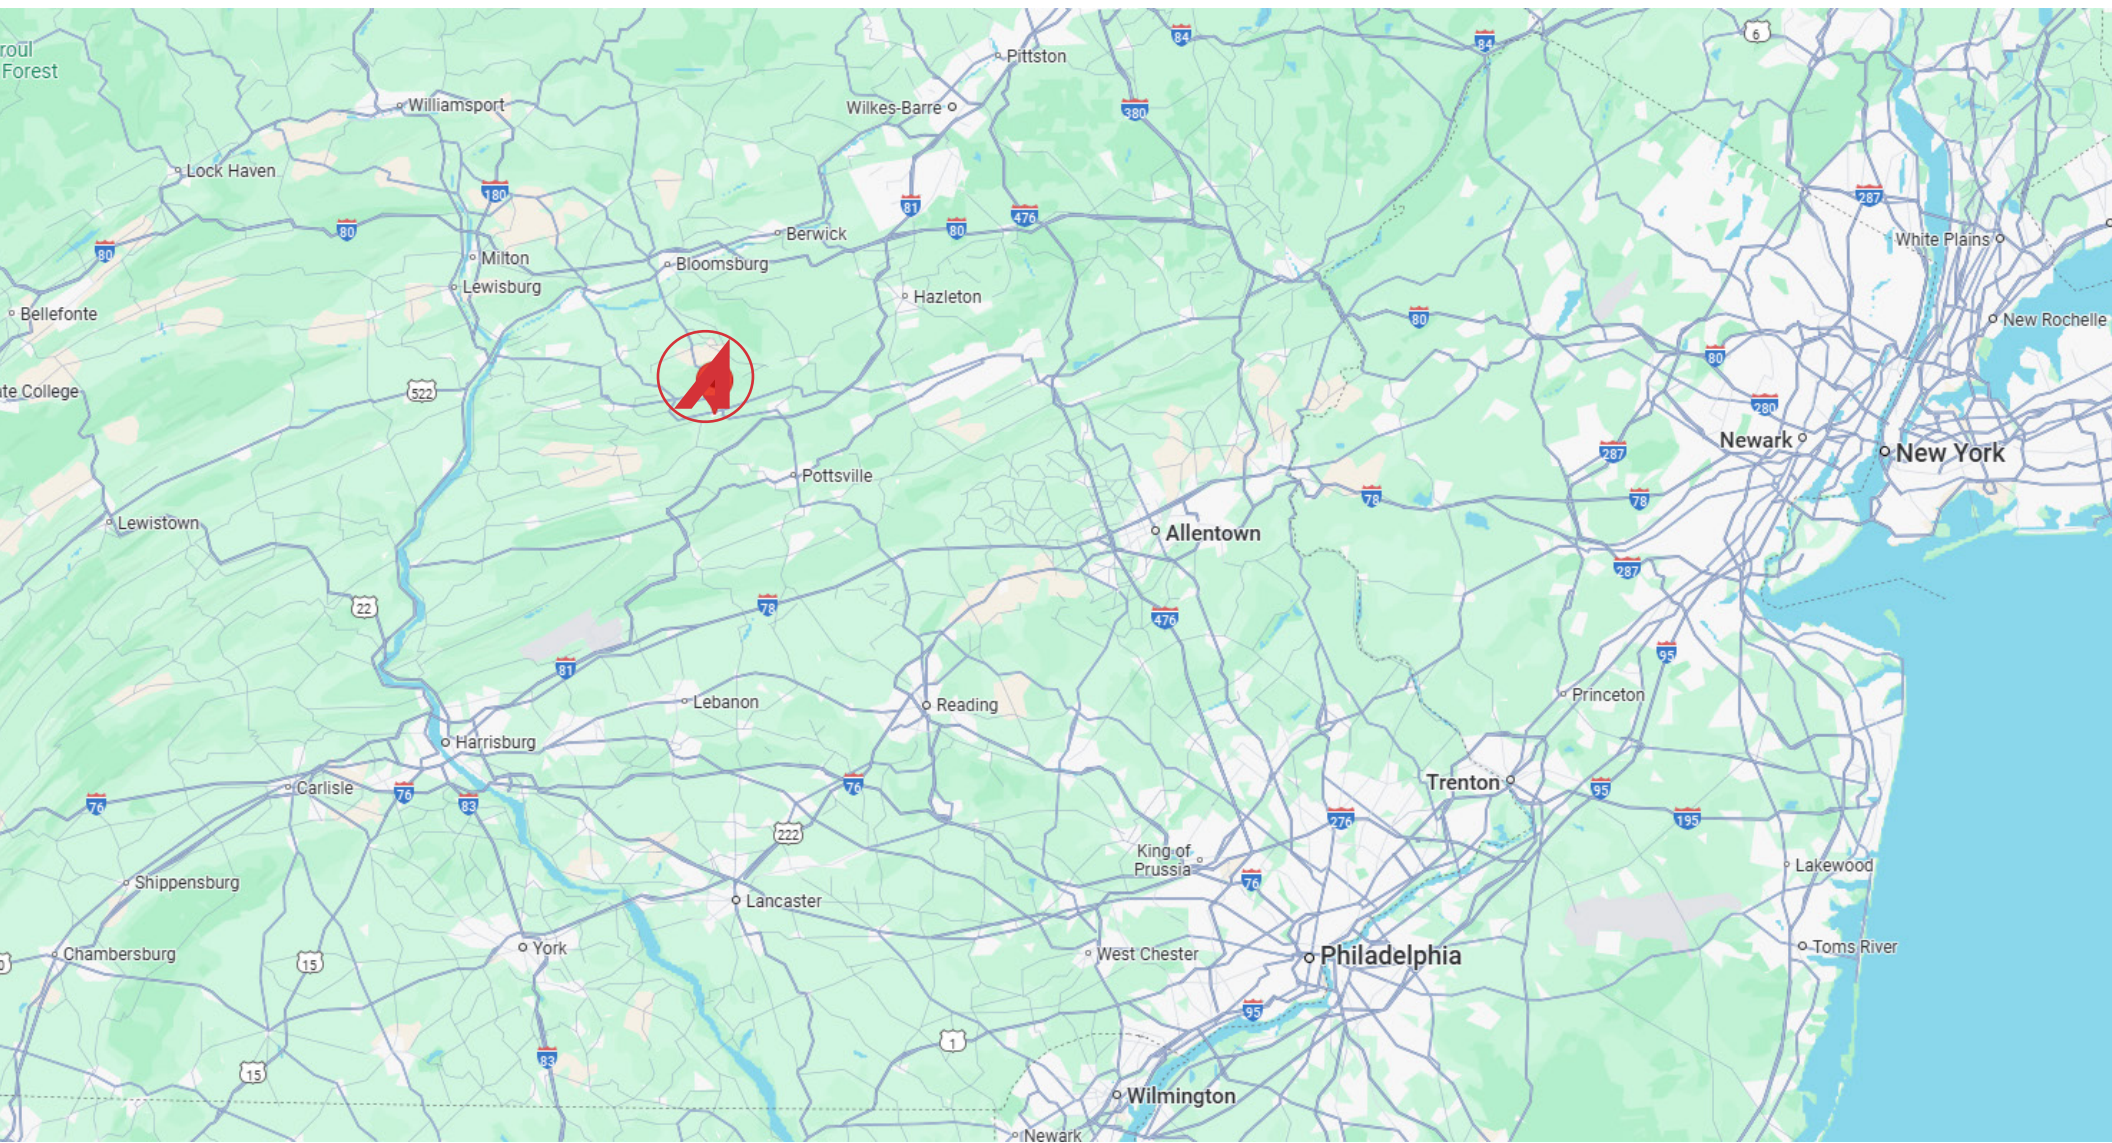 roul
Forest
Pittston
84
84
6
Williamsport
Wilkes-Barre
380
Lock Haven
180
81
476
287
80
80
80
Berwick
White Plains
Milton
Bloomsburg
Lewisburg
Hazleton
Bellefonte
80
New Rochelle
80
te College
522
280
Newark
New York
287
Pottsville
78
78
Lewistown
Allentown
287
22
78
476
81
95
Princeton
Lebanon
Reading
Harrisburg
Trenton
Carlisle
76
76
83
76
95
195
276
222
King of
Prussia
Lakewood
76
Shippensburg
Lancaster
York
Toms River
Chambersburg
West Chester
Philadelphia
0
15
95
1
83
15
Wilmington
Newark